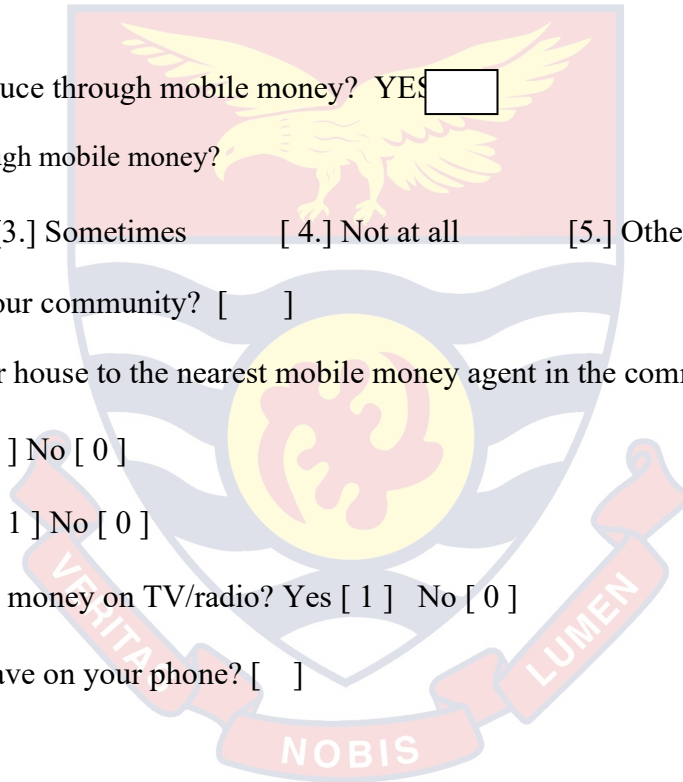 uce through mobile money? YES
gh mobile money?
3.] Sometimes [ 4.] Not at all [5.] Othe
our community? [ ]
r house to the nearest mobile money agent in the com
] No [ 0 ]
1 ] No [ 0 ]
money on TV/radio? Yes [ 1 ] No [ 0 ]
ave on your phone? [ ]
VERITAS
NOBIS
LUMEN